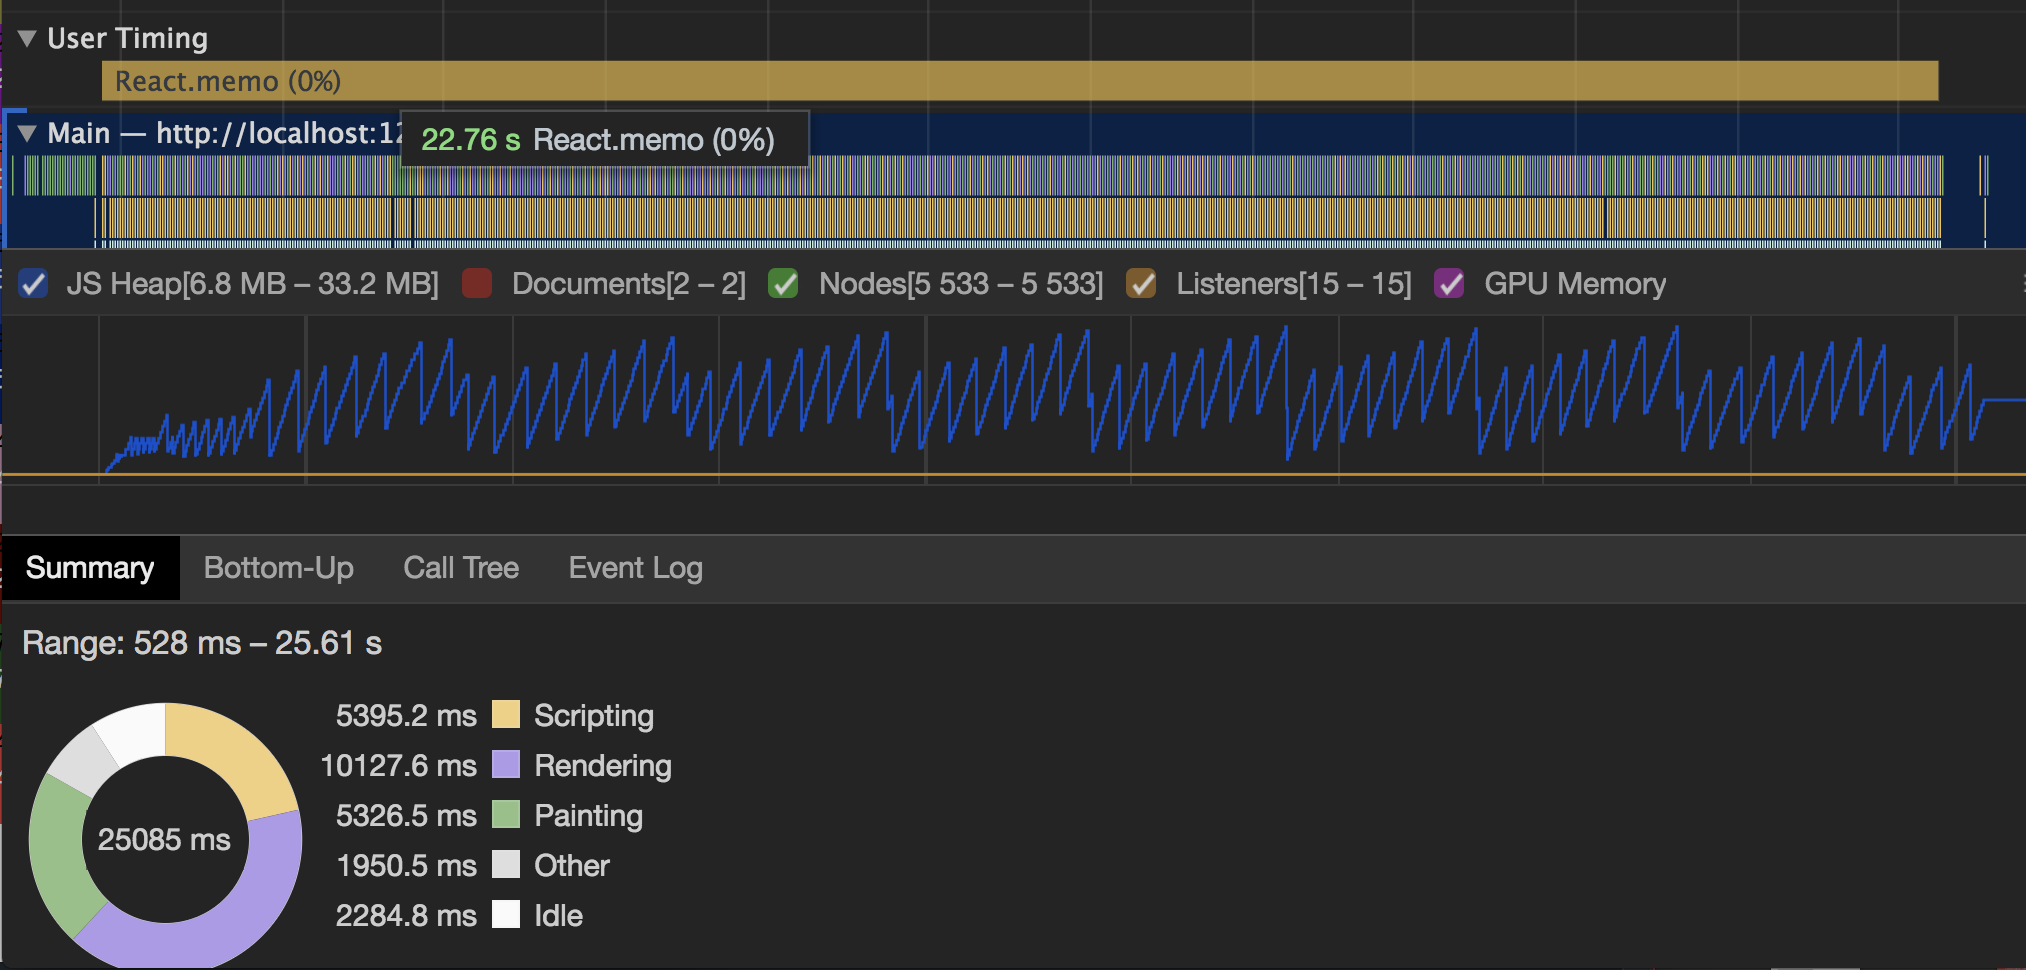 User Timing
React.memo (0%)
Main — http://localhost:12
22.76 s React.memo (0%)
JS Heap[6.8 MB – 33.2 MB] Documents[2 – 2] Nodes[5 533 – 5 533] Listeners[15 – 15] GPU Memory
Summary Bottom-Up Call Tree Event Log
Range: 528 ms – 25.61 s
5395.2 ms Scripting
10127.6 ms Rendering
5326.5 ms Painting
25085 ms
1950.5 ms Other
2284.8 ms Idle